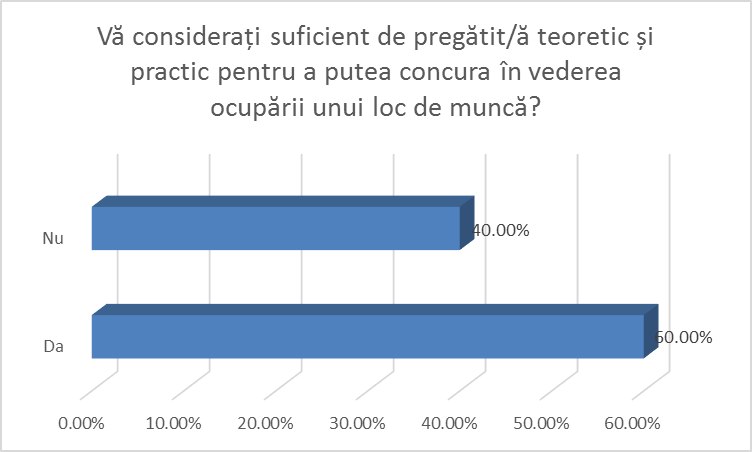 Vă considerați suficient de pregătit/ă teoretic și
practic pentru a putea concura în vederea
ocupării unui loc de muncă?
Nu
40.00%
Da
60.00%
0.00% 10.00% 20.00% 30.00% 40.00% 50.00% 60.00%